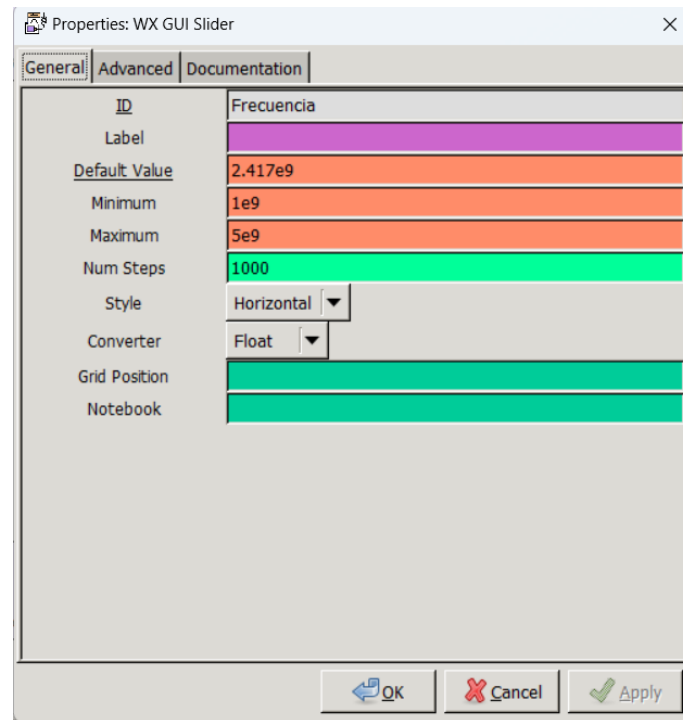 Properties: WX GUI Slider
General Advanced Documentation
ID Frecuencia
Label
Default Value 2.417e9
Minimum 1e9
Maximum 5e9
Num Steps 1000
Style Horizontal
Converter Float
Grid Position
Notebook
OK Cancel Apply